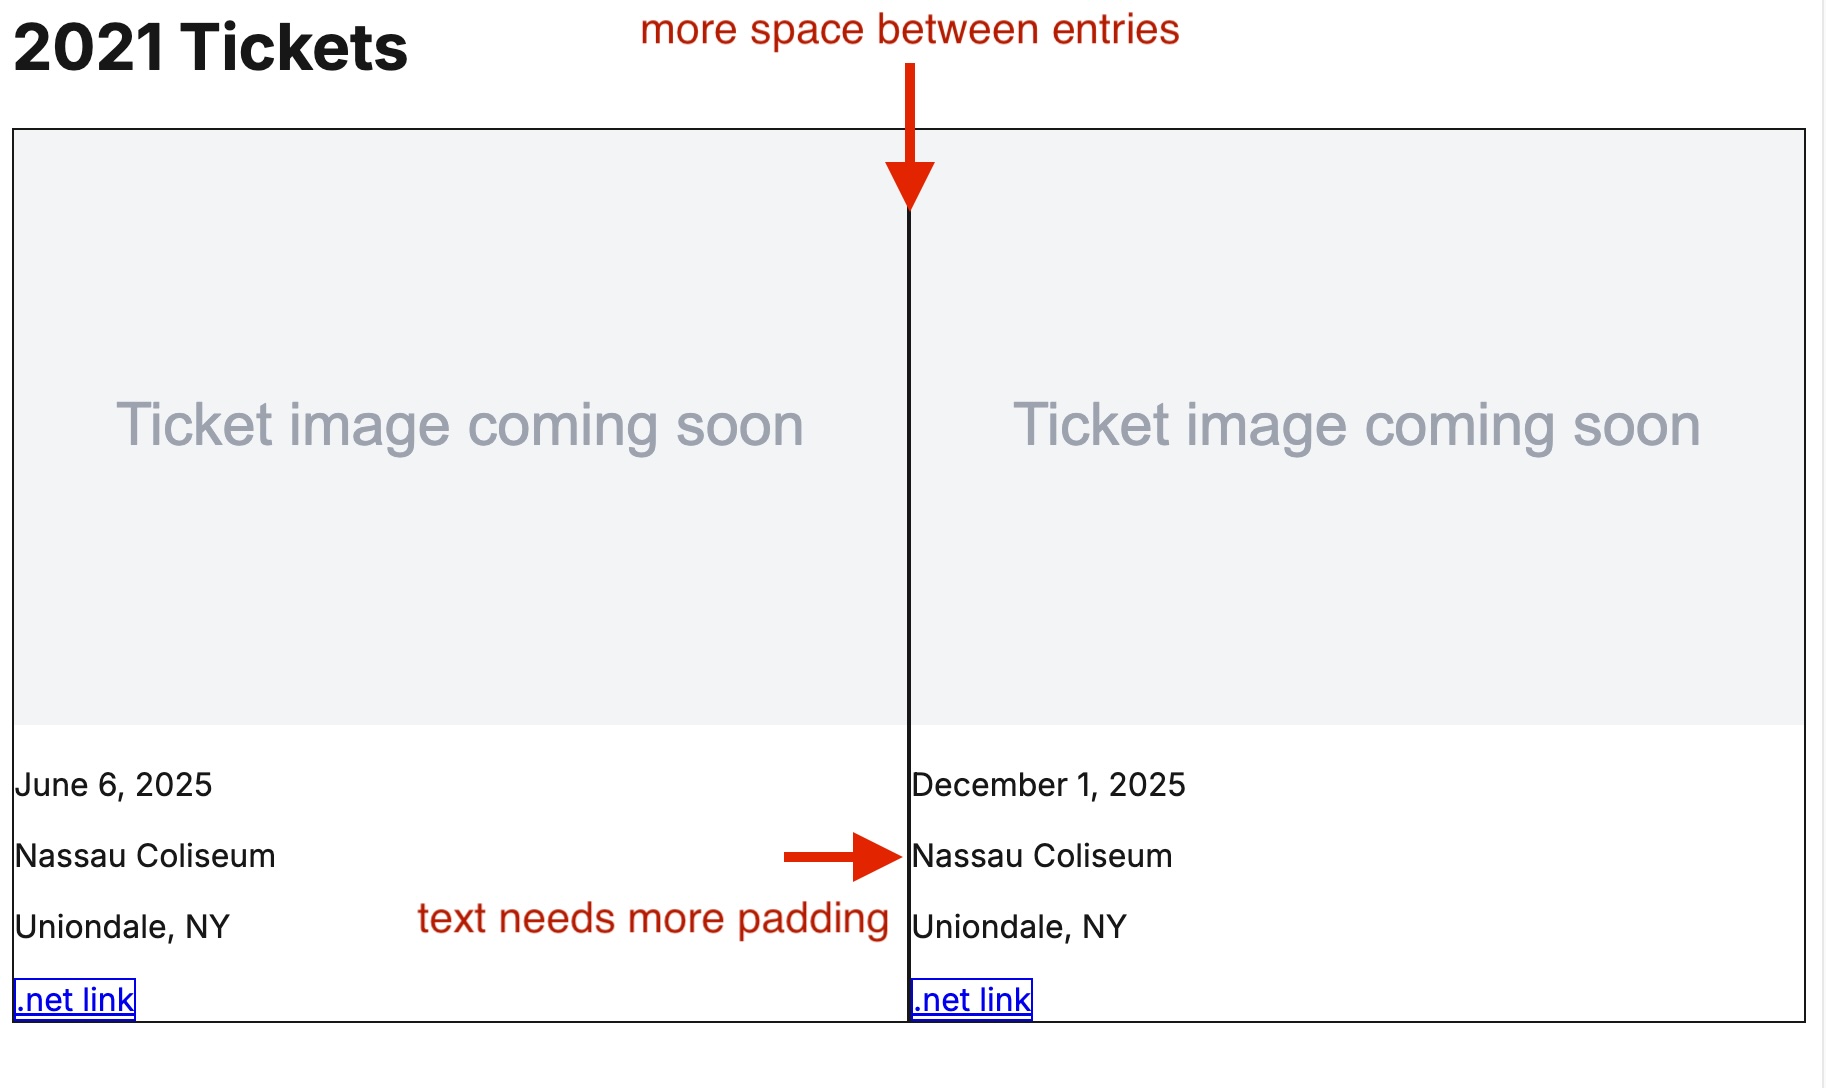 2021 Tickets
more space between entries
Ticket image coming soon
Ticket image coming soon
June 6, 2025
Nassau Coliseum
Uniondale, NY
.net link
text needs more padding
December 1, 2025
Nassau Coliseum
Uniondale, NY
.net link